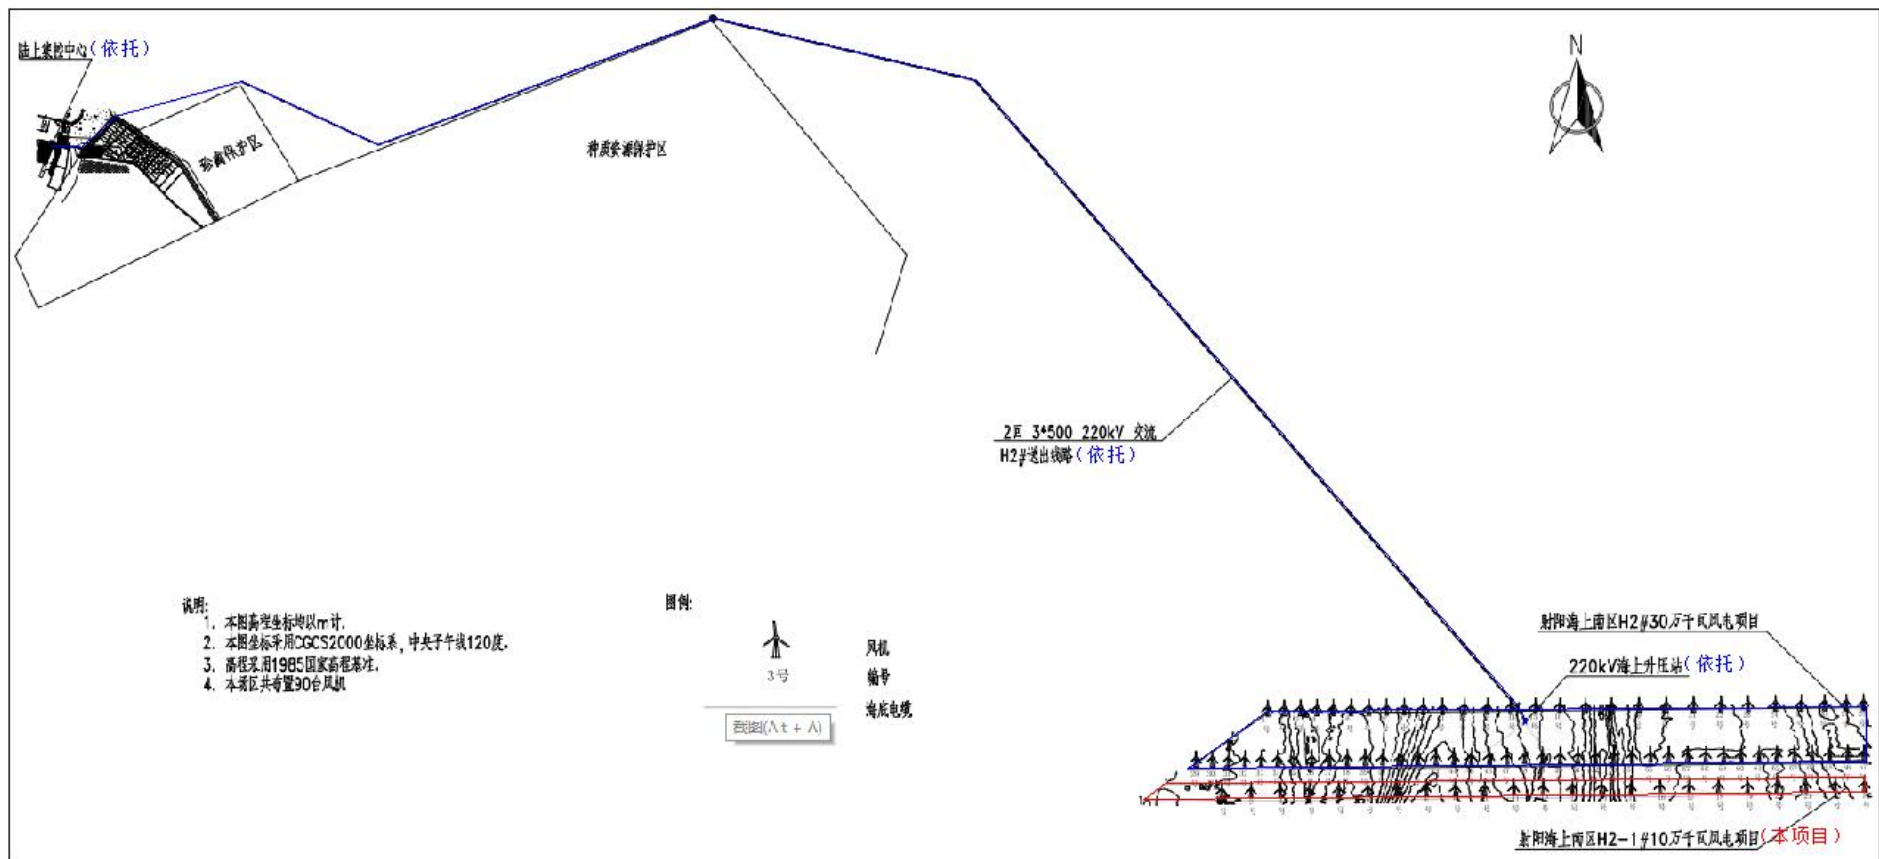 陆上集控中心(依托)
N
珍禽保护区
种质资源保护区
2回 3*500 220kV 交流
H2#送出线路(依托)
说明:
1. 本图高程坐标均以m计.
2. 本图坐标采用CGCS2000坐标系, 中央子午线120度.
3. 高程采用1985国家高程基准.
4. 本场区共布置90台风机
图例:
风机
3号
编号
海底电缆
截图(Alt + A)
射阳海上南区H2#30万千瓦风电项目
220kV海上升压站(依托)
射阳海上南区H2-1#10万千瓦风电项目(本项目)